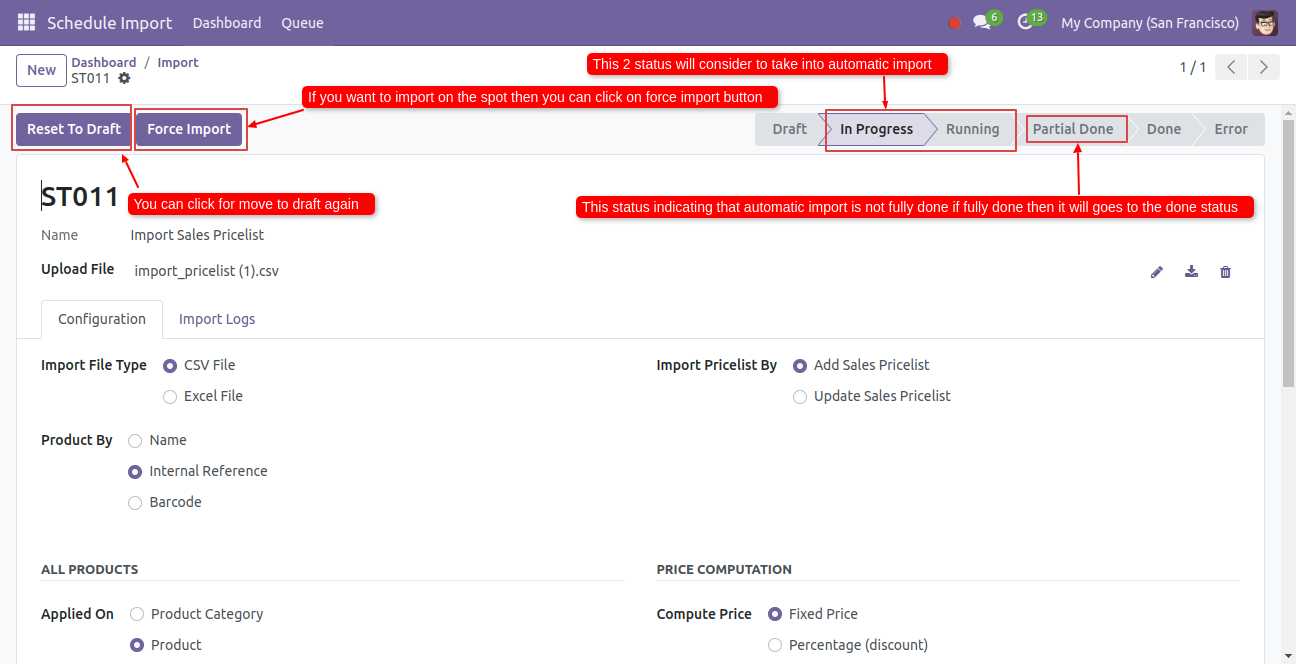 Schedule Import Dashboard Queue 6 13 My Company (San Francisco)
New Dashboard / Import
ST011
1 / 1
This 2 status will consider to take into automatic import
If you want to import on the spot then you can click on force import button
Reset To Draft Force Import Draft In Progress Running Partial Done Done Error
ST011
You can click for move to draft again
This status indicating that automatic import is not fully done if fully done then it will goes to the done status
Name Import Sales Pricelist
Upload File import_pricelist (1).csv
Configuration Import Logs
Import File Type CSV File Import Pricelist By Add Sales Pricelist
Excel File Update Sales Pricelist
Product By Name
Internal Reference
Barcode
ALL PRODUCTS PRICE COMPUTATION
Applied On Product Category Compute Price Fixed Price
Product Percentage (discount)